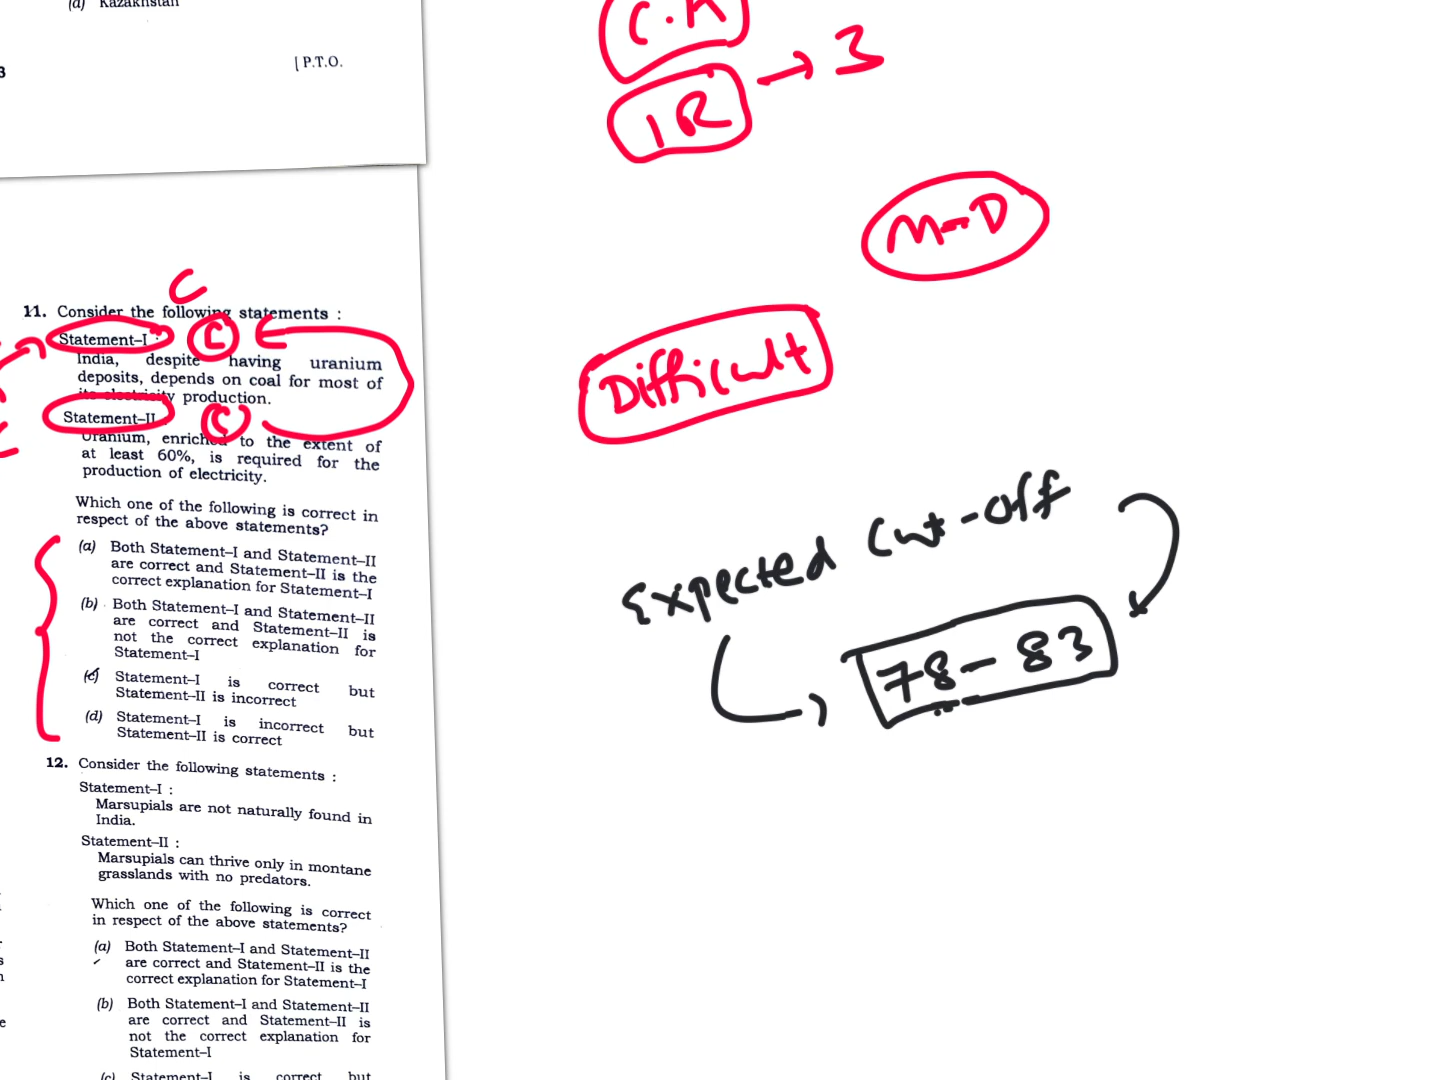 (d) Kazakhstan
3
[ P.T.O.
C.A
IR → 3
M-D
Difficult
Expected Cut-off
78-83
C
11. Consider the following statements :
Statement-I : C
India, despite having uranium
deposits, depends on coal for most of
its electricity production.
Statement-II C
Uranium, enriched to the extent of
at least 60%, is required for the
production of electricity.
Which one of the following is correct in
respect of the above statements?
(a) Both Statement-I and Statement-II
are correct and Statement-II is the
correct explanation for Statement-I
(b) Both Statement-I and Statement-II
are correct and Statement-II is
not the correct explanation for
Statement-I
(c) Statement-I is correct but
Statement-II is incorrect
(d) Statement-I is incorrect but
Statement-II is correct
12. Consider the following statements :
Statement-I :
Marsupials are not naturally found in
India.
Statement-II :
Marsupials can thrive only in montane
grasslands with no predators.
Which one of the following is correct
in respect of the above statements?
(a) Both Statement-I and Statement-II
are correct and Statement-II is the
correct explanation for Statement-I
(b) Both Statement-I and Statement-II
are correct and Statement-II is
not the correct explanation for
Statement-I
(c) Statement-I is correct but